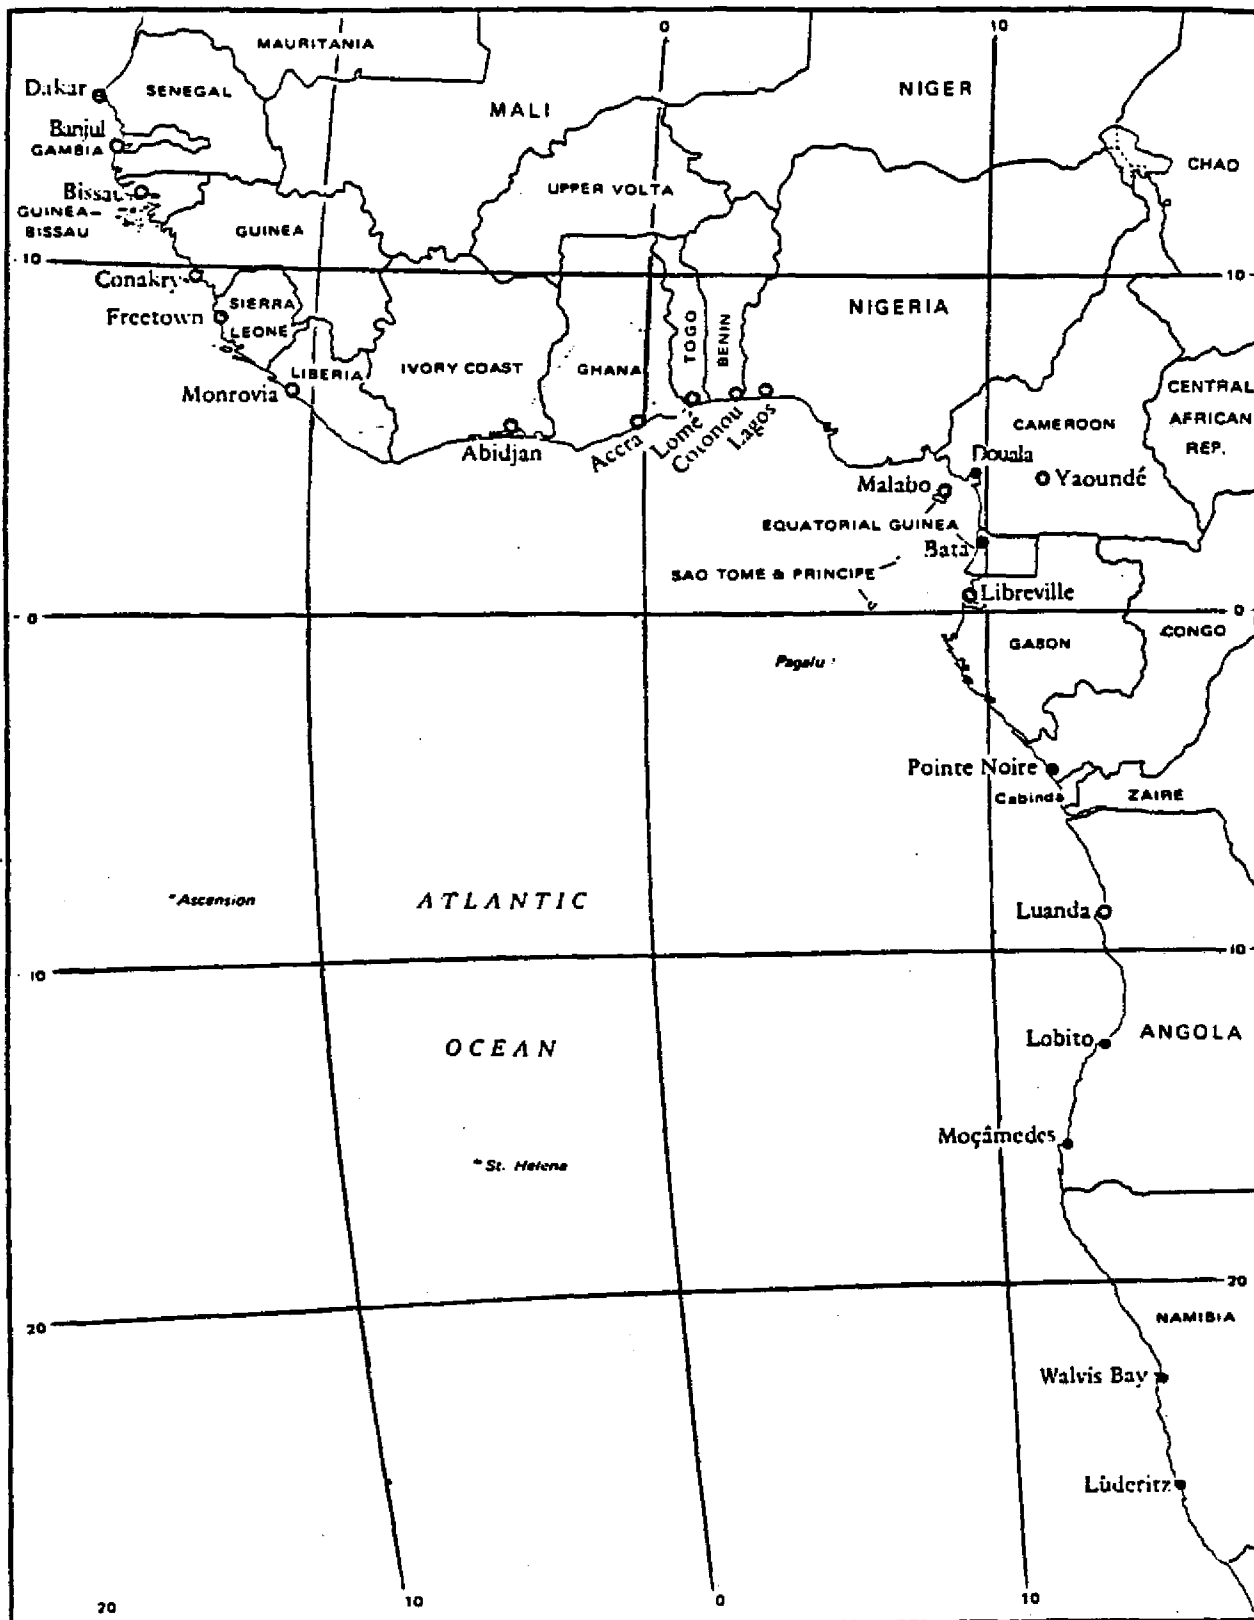 0
10
MAURITANIA
Dakar
SENEGAL
MALI
NIGER
Banjul
GAMBIA
CHAD
Bissau
UPPER VOLTA
GUINEA-
BISSAU
GUINEA
10
10
Conakry
SIERRA
LEONE
Freetown
NIGERIA
TOGO
BENIN
LIBERIA
IVORY COAST
GHANA
CENTRAL
AFRICAN
REP.
Monrovia
Abidjan
Accra
Lomé
Cotonou
Lagos
CAMEROON
Douala
Malabo
Yaoundé
EQUATORIAL GUINEA
Bata
SAO TOME & PRINCIPE
Libreville
0
0
GABON
CONGO
Pagalu
Pointe Noire
Cabinda
ZAIRE
Ascension
ATLANTIC
Luanda
10
10
OCEAN
Lobito
ANGOLA
Moçâmedes
St. Helena
20
20
NAMIBIA
Walvis Bay
Lüderitz
20
10
0
10